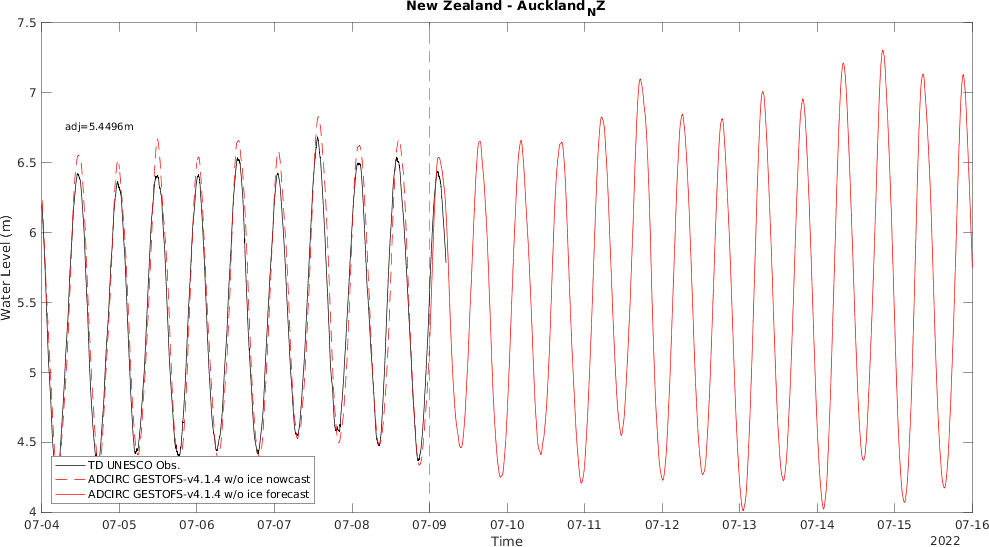 New Zealand - Auckland_NZ
7.5
7
6.5
6
5.5
5
4.5
4
Water Level (m)
adj=5.4496m
TD UNESCO Obs.
ADCIRC GESTOFS-v4.1.4 w/o ice nowcast
ADCIRC GESTOFS-v4.1.4 w/o ice forecast
07-04 07-05 07-06 07-07 07-08 07-09 07-10 07-11 07-12 07-13 07-14 07-15 07-16
Time
2022